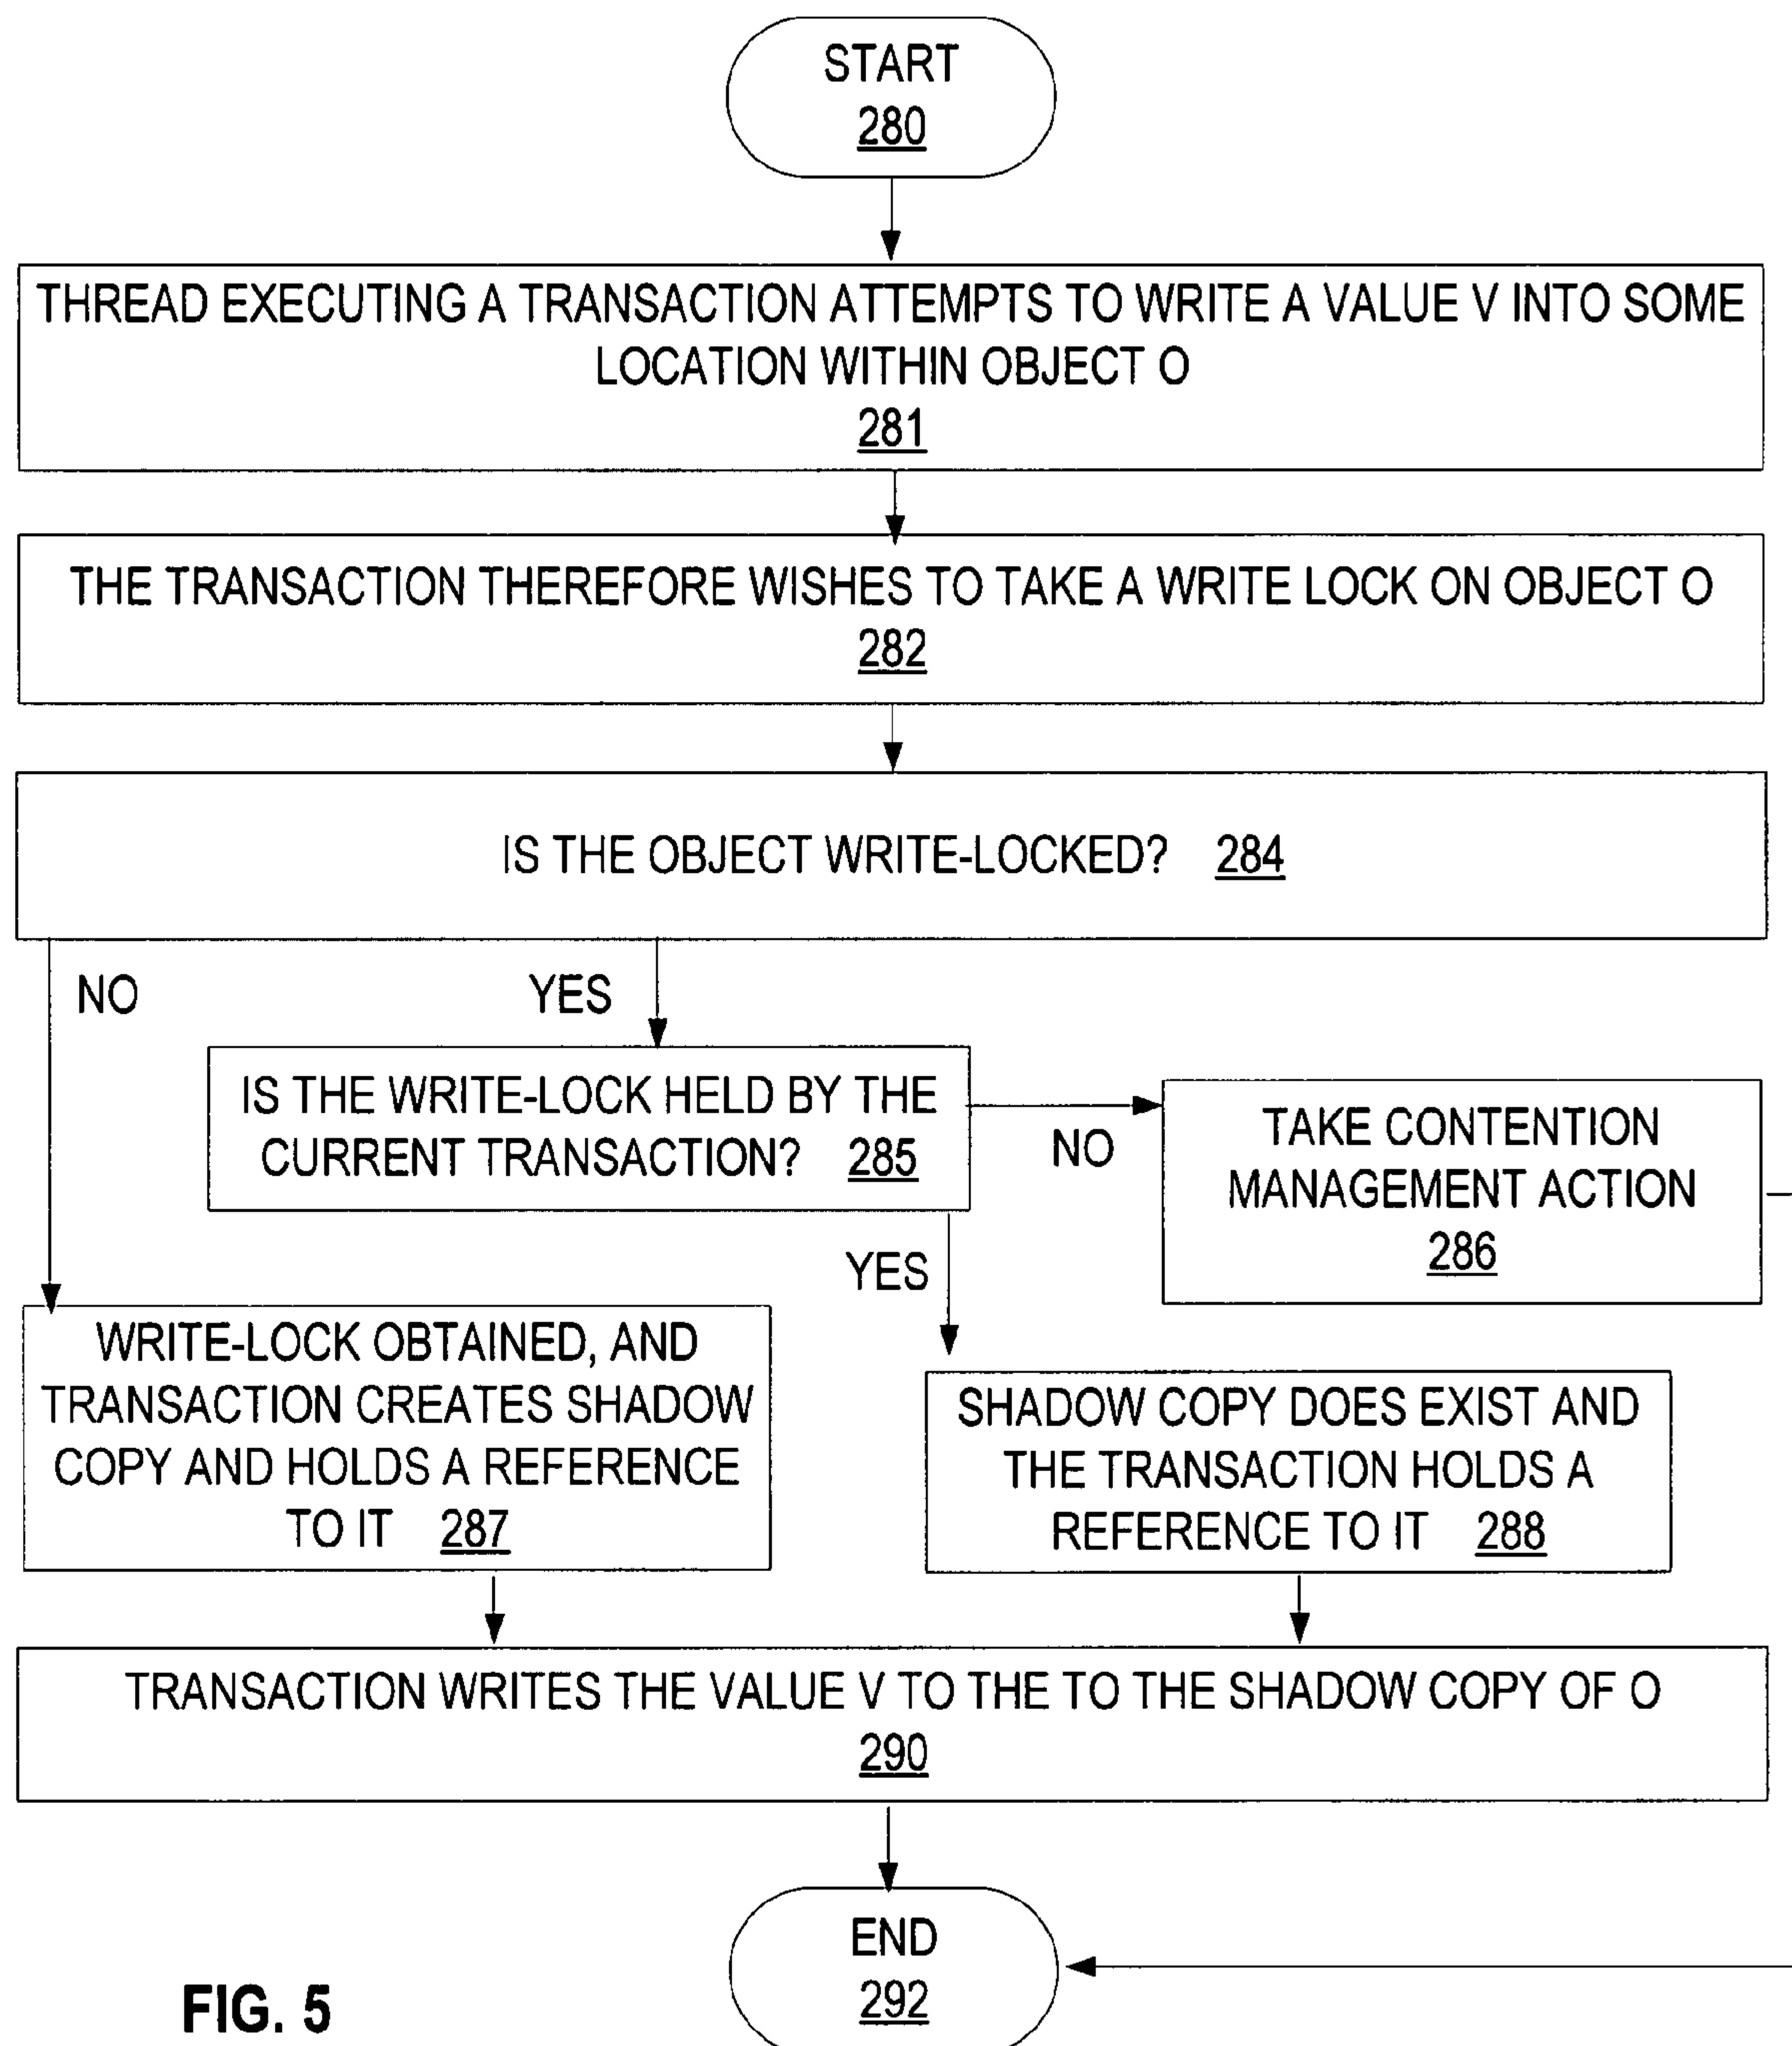 START
280
THREAD EXECUTING A TRANSACTION ATTEMPTS TO WRITE A VALUE V INTO SOME
LOCATION WITHIN OBJECT O
281
THE TRANSACTION THEREFORE WISHES TO TAKE A WRITE LOCK ON OBJECT O
282
IS THE OBJECT WRITE-LOCKED? 284
NO
YES
IS THE WRITE-LOCK HELD BY THE
CURRENT TRANSACTION? 285
NO
TAKE CONTENTION
MANAGEMENT ACTION
286
YES
WRITE-LOCK OBTAINED, AND
TRANSACTION CREATES SHADOW
COPY AND HOLDS A REFERENCE
TO IT 287
SHADOW COPY DOES EXIST AND
THE TRANSACTION HOLDS A
REFERENCE TO IT 288
TRANSACTION WRITES THE VALUE V TO THE TO THE SHADOW COPY OF O
290
END
292
FIG. 5